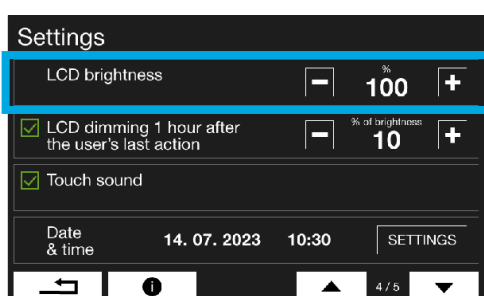 Settings
LCD brightness
%
100
LCD dimming 1 hour after
the user's last action
% of brightness
10
Touch sound
Date
& time
14. 07. 2023 10:30
SETTINGS
4/5